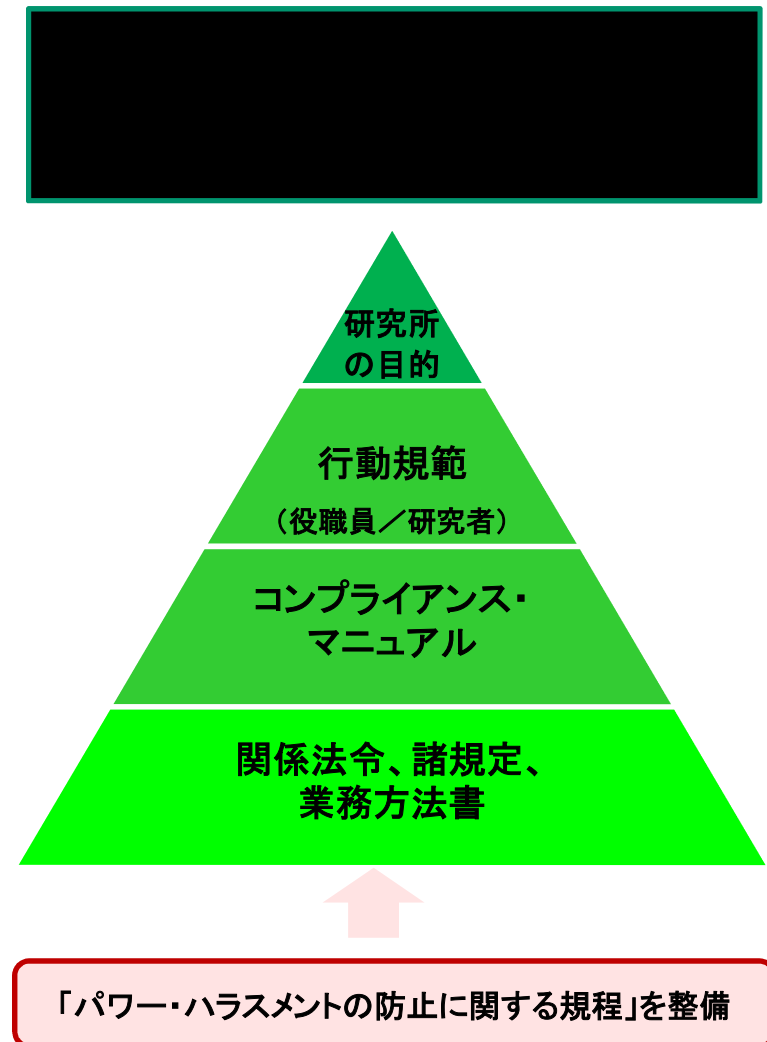 研究所
の目的
行動規範
（役職員／研究者）
コンプライアンス・
マニュアル
関係法令、諸規定、
業務方法書
「パワー・ハラスメントの防止に関する規程」を整備